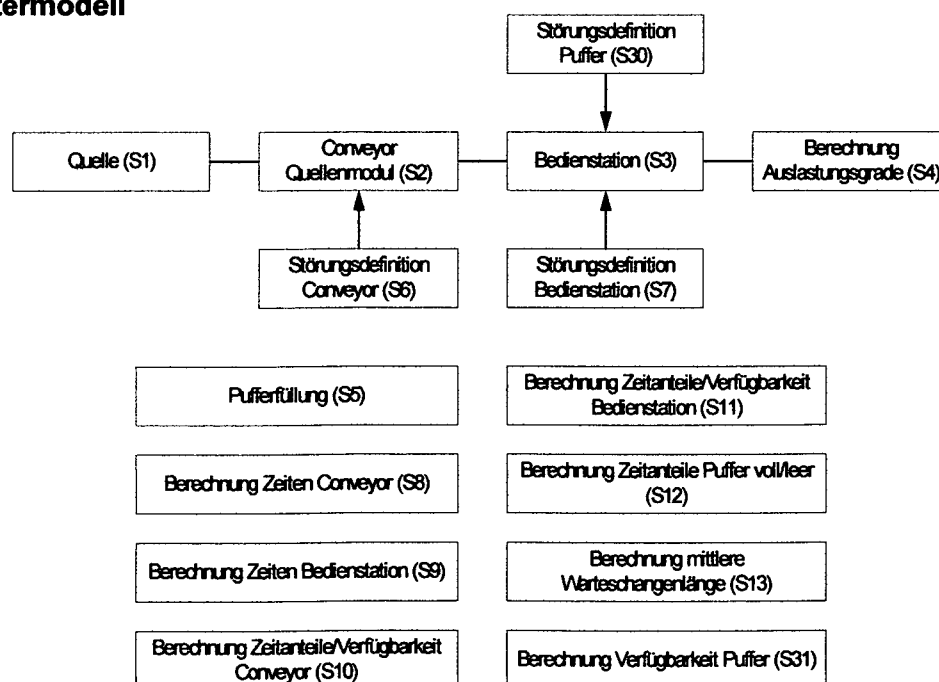 termodell
Störungsdefinition
Puffer (S30)
Quelle (S1)
Conveyor
Quellenmodul (S2)
Bedienstation (S3)
Berechnung
Auslastungsgrade (S4)
Störungsdefinition
Conveyor (S6)
Störungsdefinition
Bedienstation (S7)
Pufferfüllung (S5)
Berechnung Zeitanteile/Verfügbarkeit
Bedienstation (S11)
Berechnung Zeiten Conveyor (S8)
Berechnung Zeitanteile Puffer voll/leer
(S12)
Berechnung Zeiten Bedienstation (S9)
Berechnung mittlere
Warteschangenlänge (S13)
Berechnung Zeitanteile/Verfügbarkeit
Conveyor (S10)
Berechnung Verfügbarkeit Puffer (S31)